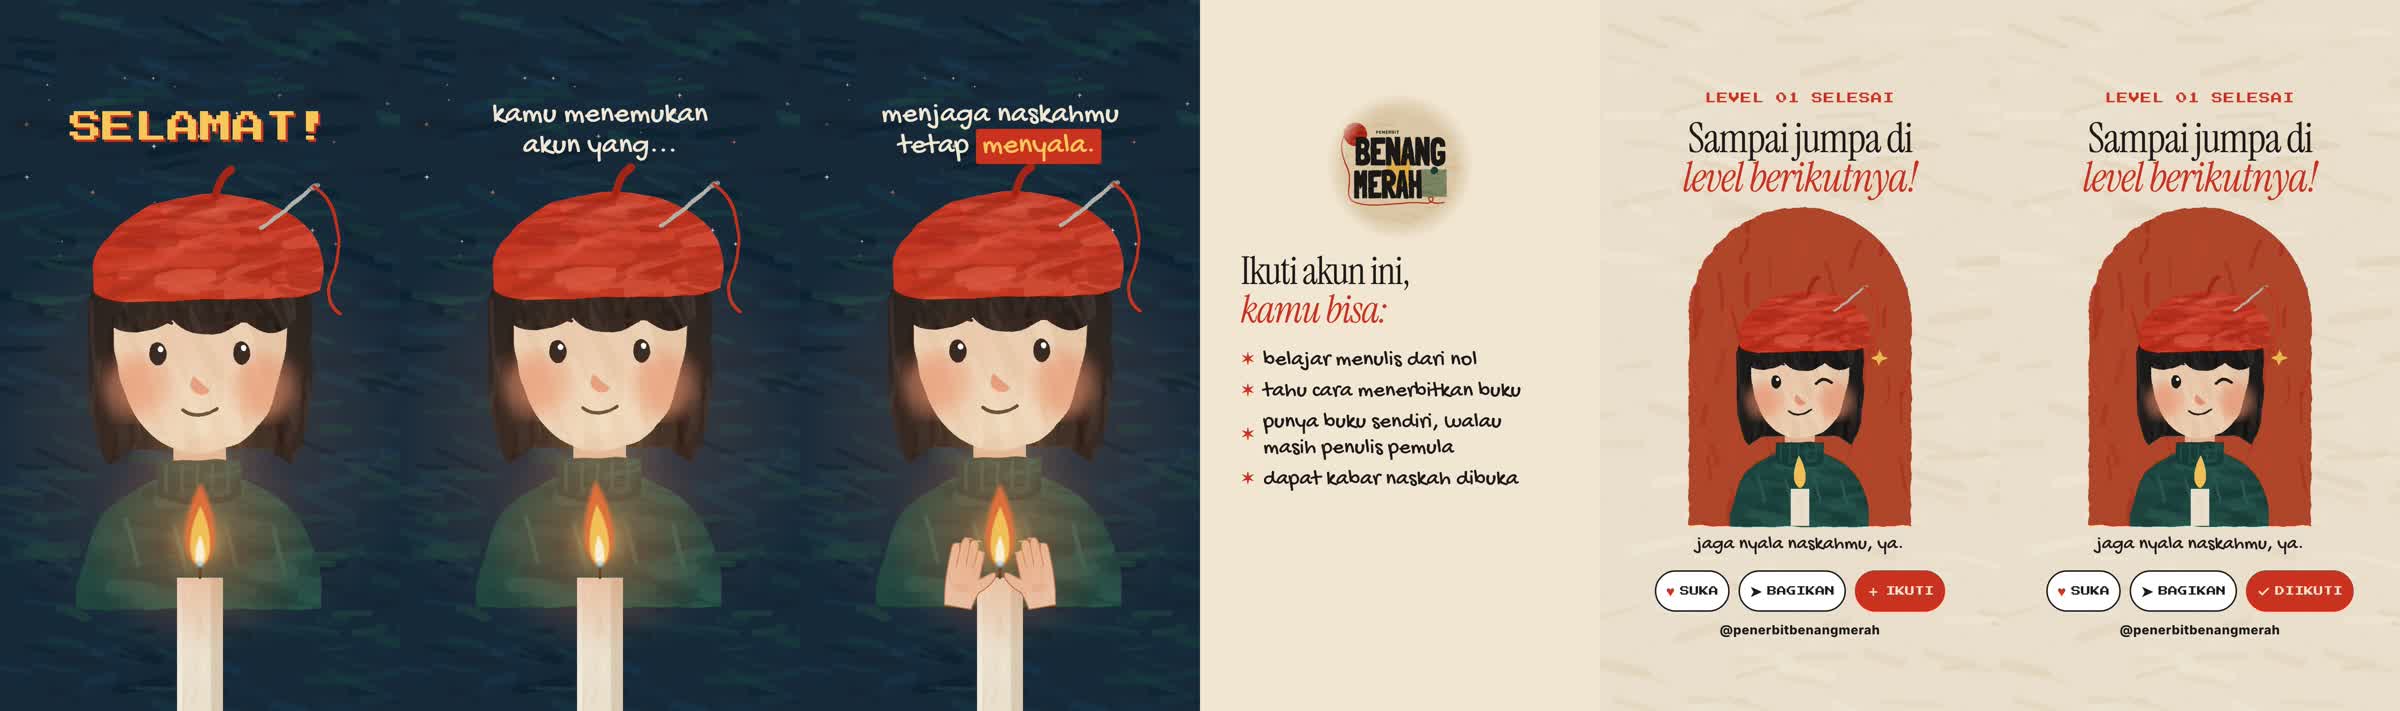 SELAMAT!
kamu menemukan
akun yang...
menjaga naskahmu
tetap menyala.
PENERBIT
BENANG
MERAH
Ikuti akun ini,
kamu bisa:
belajar menulis dari nol
tahu cara menerbitkan buku
punya buku sendiri, walau
masih penulis pemula
dapat kabar naskah dibuka
LEVEL 01 SELESAI
Sampai jumpa di
level berikutnya!
jaga nyala naskahmu, ya.
SUKA BAGIKAN + IKUTI
@penerbitbenangmerah
LEVEL 01 SELESAI
Sampai jumpa di
level berikutnya!
jaga nyala naskahmu, ya.
SUKA BAGIKAN DIIKUTI
@penerbitbenangmerah